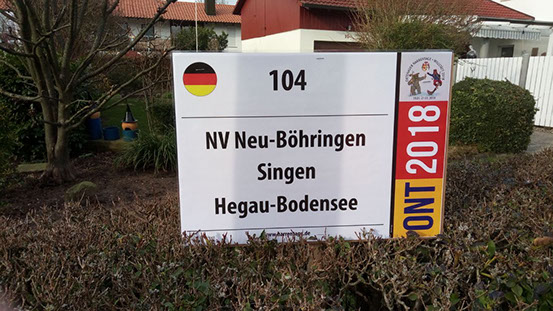 104
NV Neu-Böhringen
Singen
Hegau-Bodensee
ONT 2018